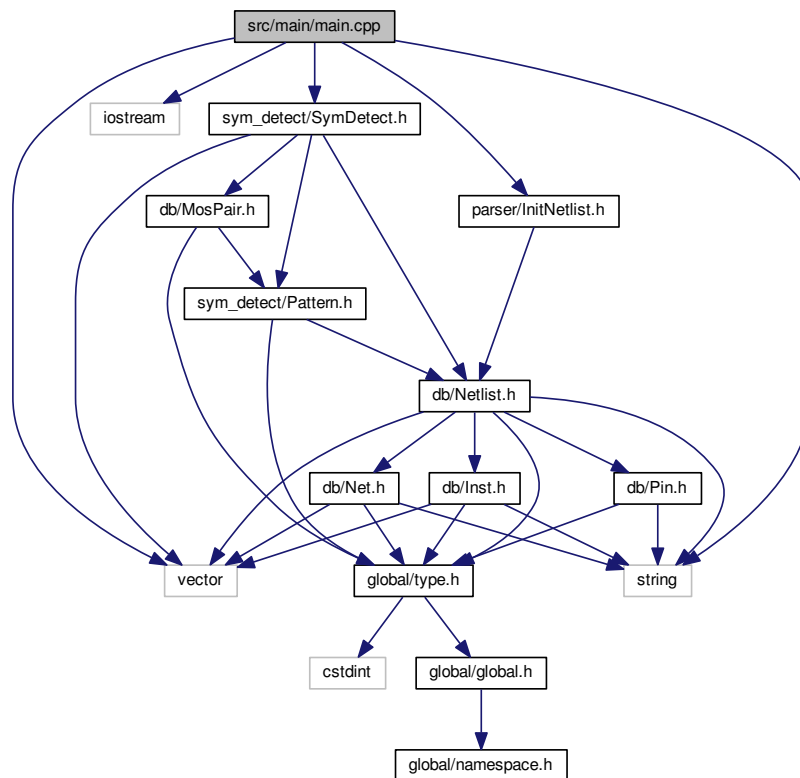 src/main/main.cpp
iostream
sym_detect/SymDetect.h
db/MosPair.h
parser/InitNetlist.h
sym_detect/Pattern.h
db/Netlist.h
db/Net.h
db/Inst.h
db/Pin.h
vector
global/type.h
string
cstdint
global/global.h
global/namespace.h